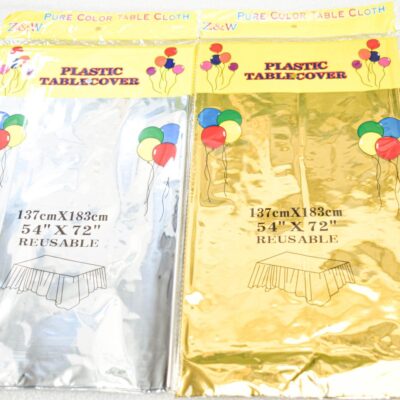 Z&W
PURE COLOR TABLE CLOTH
PLASTIC
TABLECOVER
137cmX183cm
54" X 72"
REUSABLE
Z&W
PURE COLOR TABLE CLOTH
PLASTIC
TABLECOVER
137cmX183cm
54" X 72"
REUSABLE